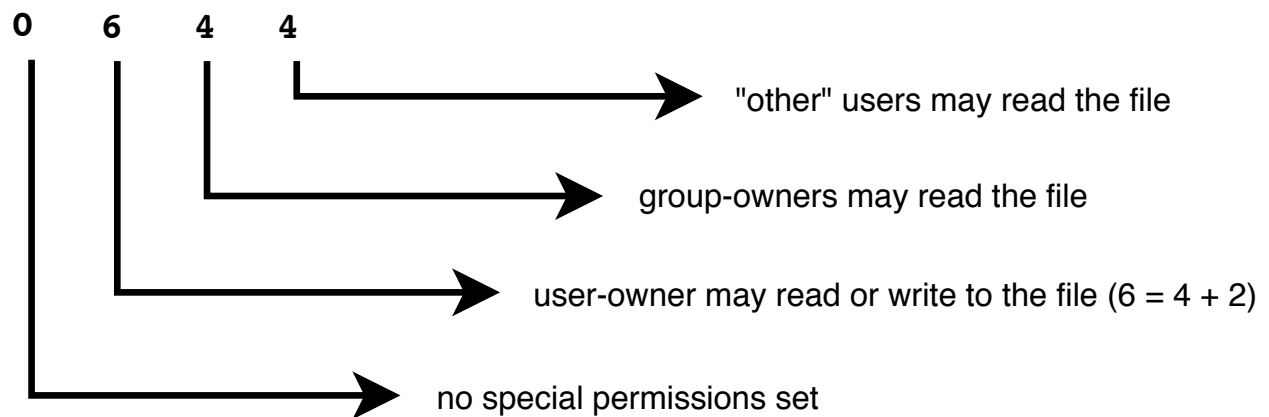 0 6 4 4
"other" users may read the file
group-owners may read the file
user-owner may read or write to the file (6 = 4 + 2)
no special permissions set